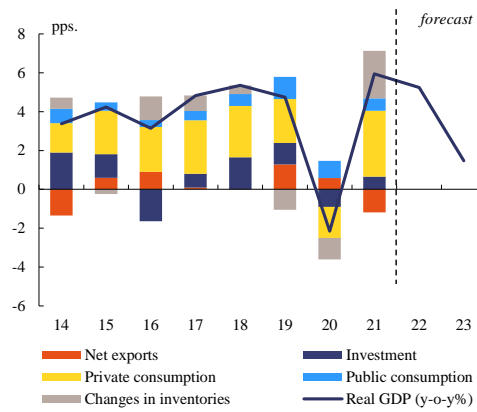 pps.
forecast
8
6
4
2
0
-2
-4
-6
14 15 16 17 18 19 20 21 22 23
Net exports Investment
Private consumption Public consumption
Changes in inventories Real GDP (y-o-y%)